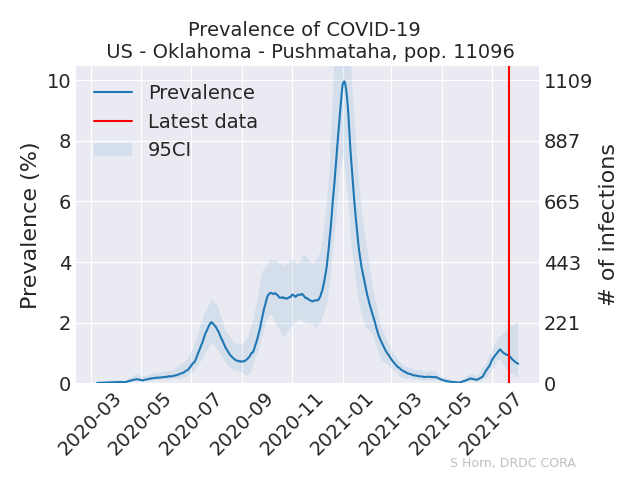 Prevalence of COVID-19
US - Oklahoma - Pushmataha, pop. 11096
Prevalence
Latest data
95CI
Prevalence (%)
10
8
6
4
2
0
1109
887
665
443
221
0
# of infections
2020-03
2020-05
2020-07
2020-09
2020-11
2021-01
2021-03
2021-05
2021-07
S Horn, DRDC CORA